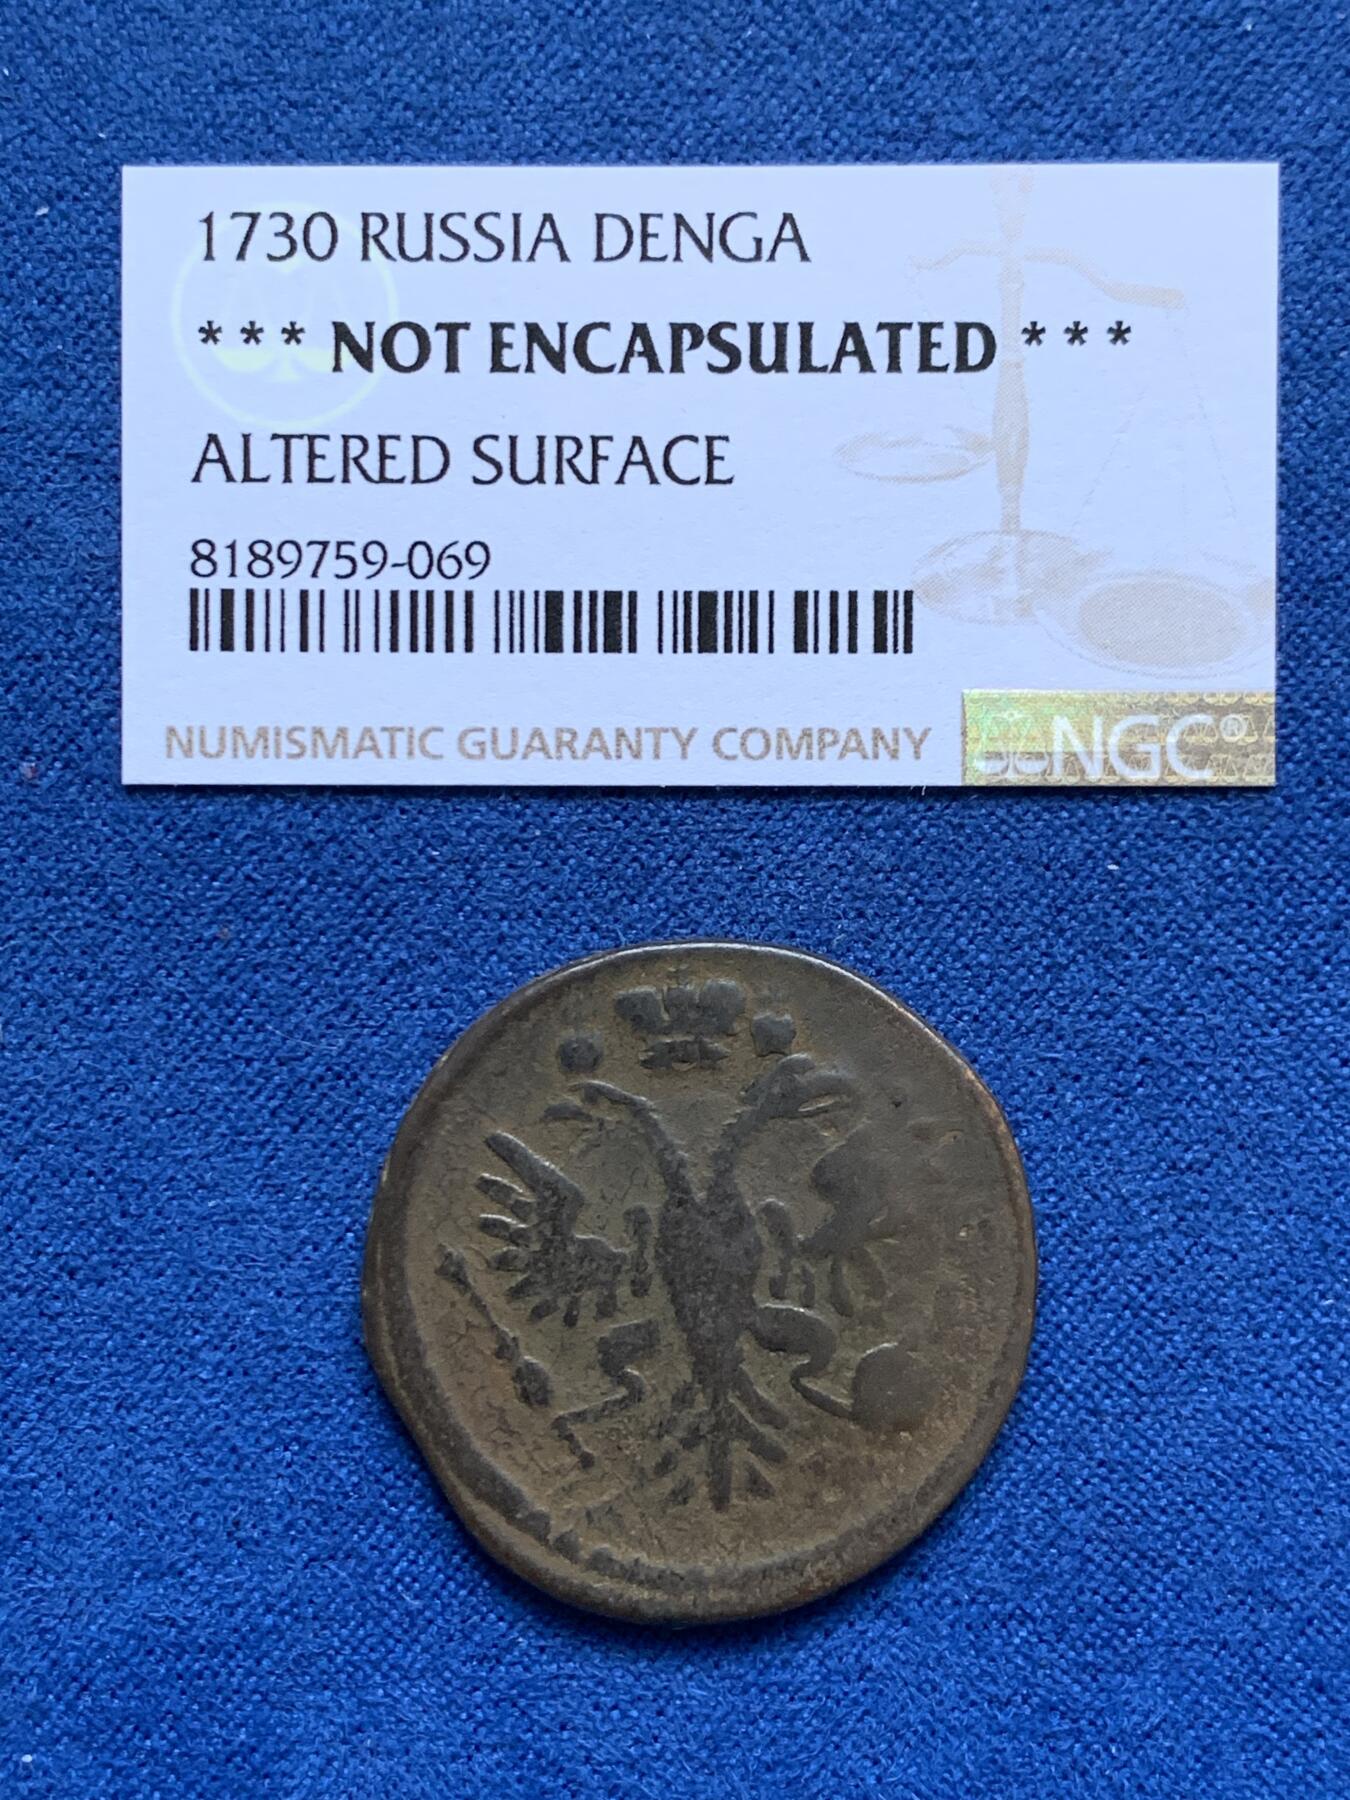 1730 RUSSIA DENGA
*** NOT ENCAPSULATED ***
ALTERED SURFACE
8189759-069
NUMISMATIC GUARANTY COMPANY
NGC®